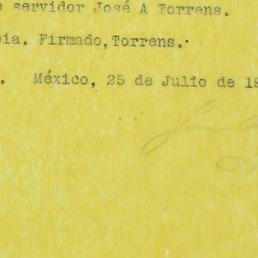 servidor José A Torrens.
Firmado, Torrens.
México, 25 de Julio de